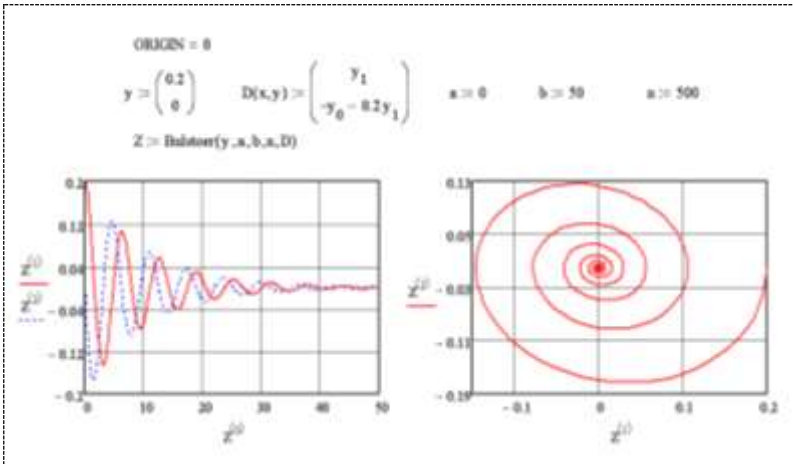 ORIGIN = 0
y := (0.2 0) D(x,y) := (y1 -y0 - 0.2y1) a := 0 b := 50 n := 500
Z := Bulstoer(y,a,b,n,D)
0.2
0.12
0.04
- 0.04
- 0.12
- 0.2
0 10 20 30 40 50
0.13
0.05
- 0.03
- 0.11
- 0.19
- 0.1 0 0.1 0.2